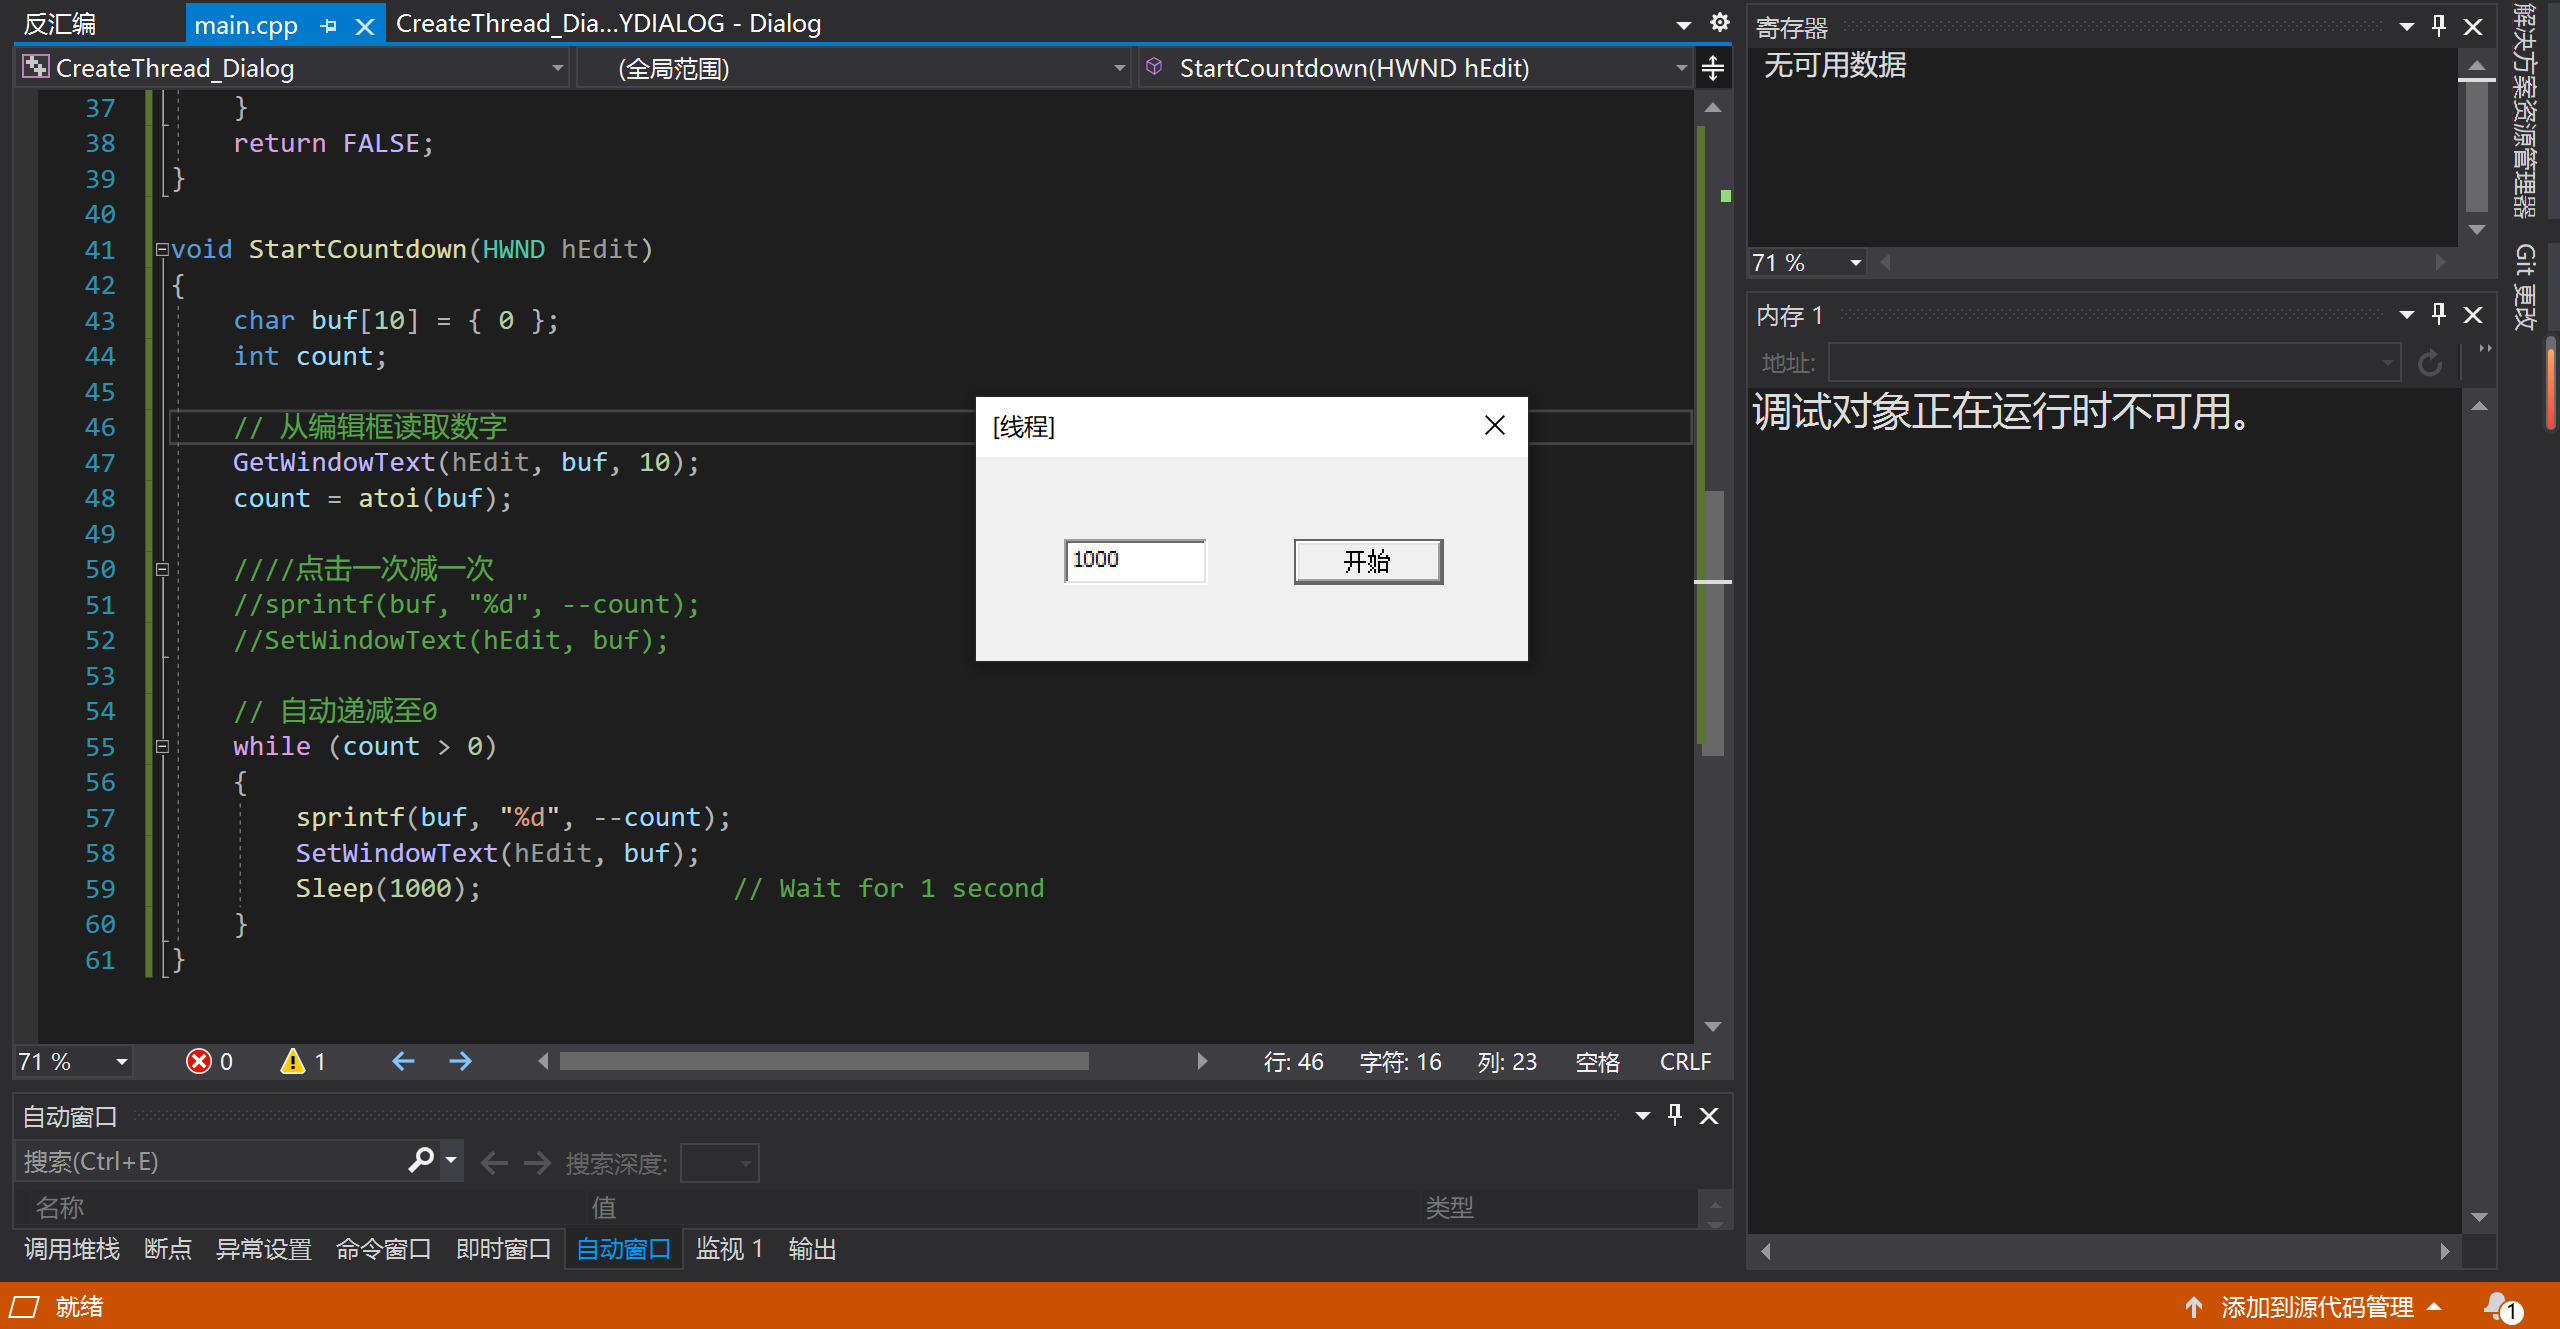 反汇编
main.cpp
CreateThread_Dia...YDIALOG - Dialog
CreateThread_Dialog
(全局范围)
StartCountdown(HWND hEdit)
37 }
38 return FALSE;
39 }
40
41 void StartCountdown(HWND hEdit)
42 {
43 char buf[10] = { 0 };
44 int count;
45
46 // 从编辑框读取数字
47 GetWindowText(hEdit, buf, 10);
48 count = atoi(buf);
49
50 ////点击一次减一次
51 //sprintf(buf, "%d", --count);
52 //SetWindowText(hEdit, buf);
53
54 // 自动递减至0
55 while (count > 0)
56 {
57 sprintf(buf, "%d", --count);
58 SetWindowText(hEdit, buf);
59 Sleep(1000); // Wait for 1 second
60 }
61 }
[线程]
1000
开始
71 %
0
1
行: 46
字符: 16
列: 23
空格
CRLF
自动窗口
搜索(Ctrl+E)
搜索深度:
名称
值
类型
调用堆栈
断点
异常设置
命令窗口
即时窗口
自动窗口
监视 1
输出
寄存器
无可用数据
71 %
内存 1
地址:
调试对象正在运行时不可用。
解决方案资源管理器
Git 更改
就绪
添加到源代码管理
1